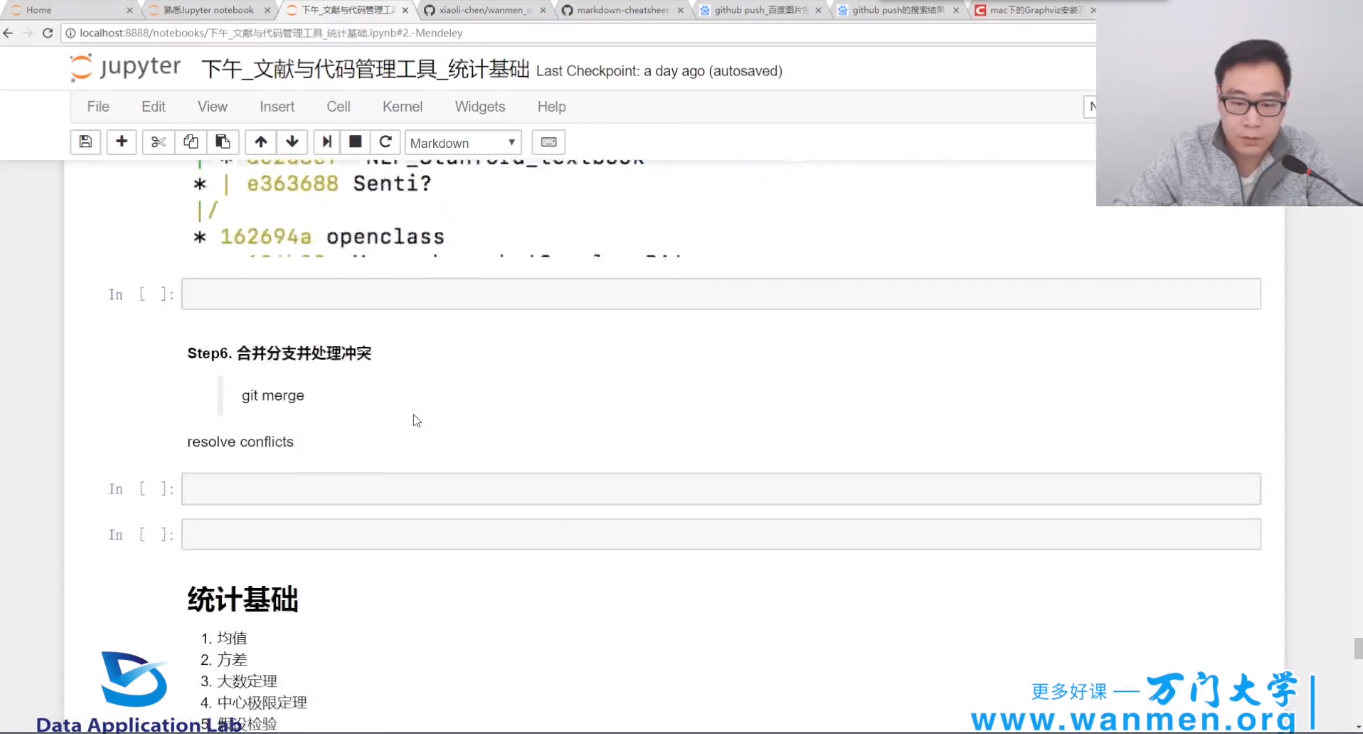 Home
熟悉Jupyter notebook
下午_文献与代码管理工具
xiaoli-chen/wanmen_n
markdown-cheatsheet
github push_百度图片搜
github push的搜索结果
mac下的Graphviz安装
localhost:8888/notebooks/下午_文献与代码管理工具_统计基础.ipynb#2.-Mendeley
jupyter 下午_文献与代码管理工具_统计基础 Last Checkpoint: a day ago (autosaved)
File Edit View Insert Cell Kernel Widgets Help
Markdown
* | e363688 Senti?
|/
* 162694a openclass
In [ ]:
Step6. 合并分支并处理冲突
git merge
resolve conflicts
In [ ]:
In [ ]:
统计基础
1. 均值
2. 方差
3. 大数定理
4. 中心极限定理
5. 假设检验
Data Application Lab
更多好课 — 万门大学
www.wanmen.org